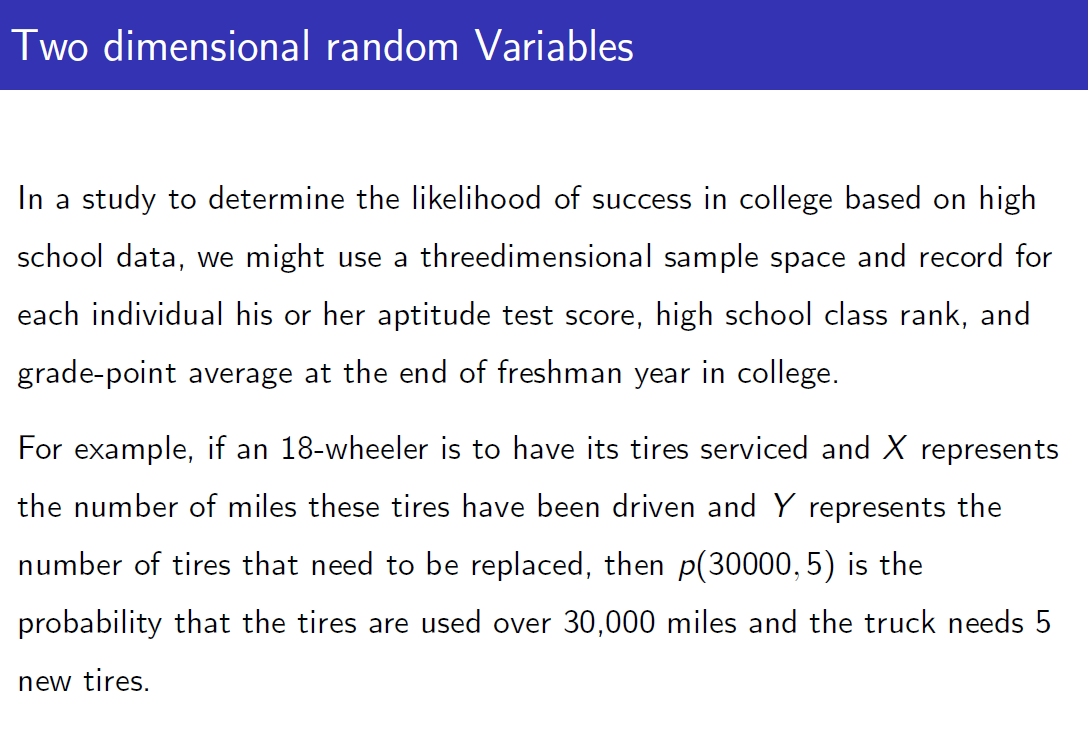 Two dimensional random Variables
In a study to determine the likelihood of success in college based on high
school data, we might use a threedimensional sample space and record for
each individual his or her aptitude test score, high school class rank, and
grade-point average at the end of freshman year in college.
For example, if an 18-wheeler is to have its tires serviced and X represents
the number of miles these tires have been driven and Y represents the
number of tires that need to be replaced, then p(30000, 5) is the
probability that the tires are used over 30,000 miles and the truck needs 5
new tires.